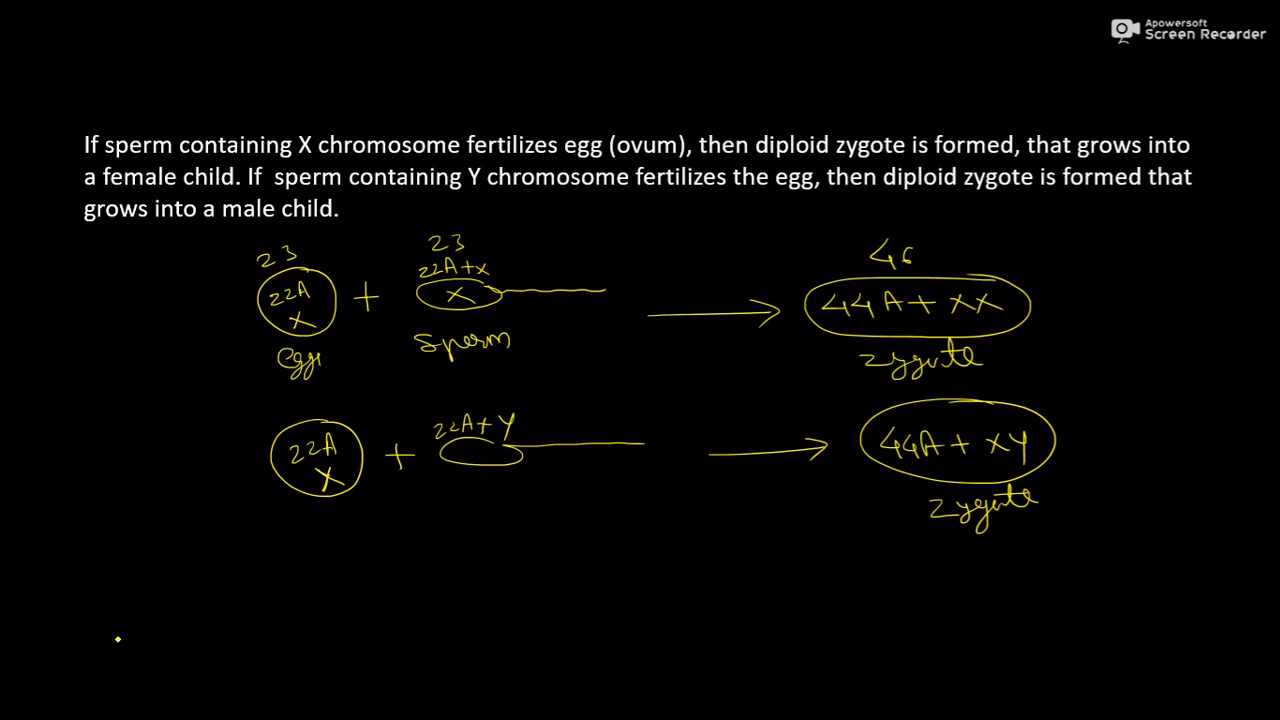 Apowersoft
Screen Recorder
If sperm containing X chromosome fertilizes egg (ovum), then diploid zygote is formed, that grows into
a female child. If sperm containing Y chromosome fertilizes the egg, then diploid zygote is formed that
grows into a male child.
23 23 46
22A X + 22A+X X 44A+XX
egg sperm zygote
22A X + 22A+Y 44A+XY
zygote